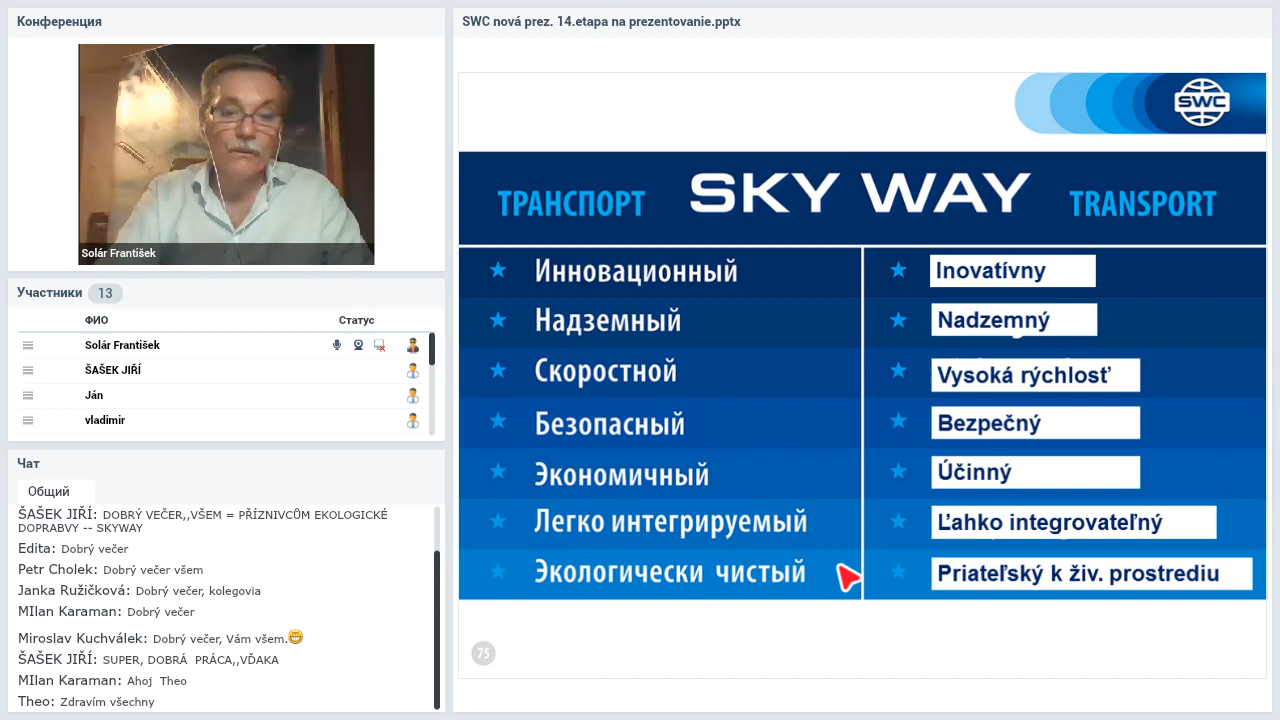 Конференция
Solár František
Участники 13
ФИО Статус
Solár František
ŠAŠEK JIŘÍ
Ján
vladimir
Чат
Общий
ŠAŠEK JIŘÍ: DOBRÝ VEČER,,VŠEM = PŘÍZNIVCŮM EKOLOGICKÉ
DOPRABVY -- SKYWAY
Edita: Dobrý večer
Petr Cholek: Dobrý večer všem
Janka Ružičková: Dobrý večer, kolegovia
MIlan Karaman: Dobrý večer
Miroslav Kuchválek: Dobrý večer, Vám všem.
ŠAŠEK JIŘÍ: SUPER, DOBRÁ PRÁCA,,VĎAKA
MIlan Karaman: Ahoj Theo
Theo: Zdravím všechny
SWC nová prez. 14.etapa na prezentovanie.pptx
SWC
ТРАНСПОРТ SKY WAY TRANSPORT
Инновационный
Надземный
Скоростной
Безопасный
Экономичный
Легко интегрируемый
Экологически чистый
Inovatívny
Nadzemný
Vysoká rýchlosť
Bezpečný
Účinný
Ľahko integrovateľný
Priateľský k živ. prostrediu
75